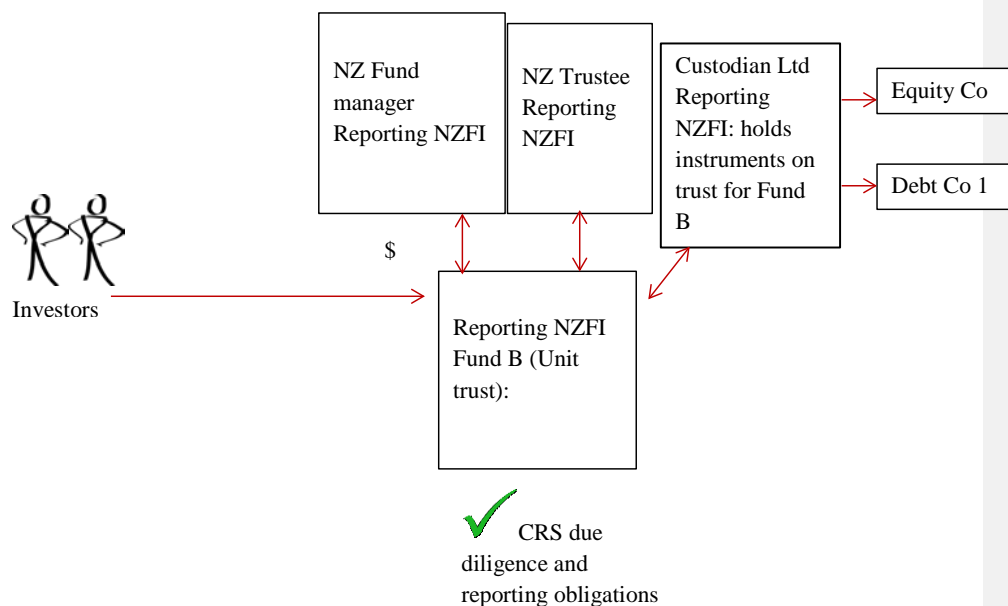 NZ Fund
manager
Reporting NZFI
NZ Trustee
Reporting
NZFI
Custodian Ltd
Reporting
NZFI: holds
instruments on
trust for Fund
B
Equity Co
Debt Co 1
$
Investors
Reporting NZFI
Fund B (Unit
trust):
CRS due
diligence and
reporting obligations